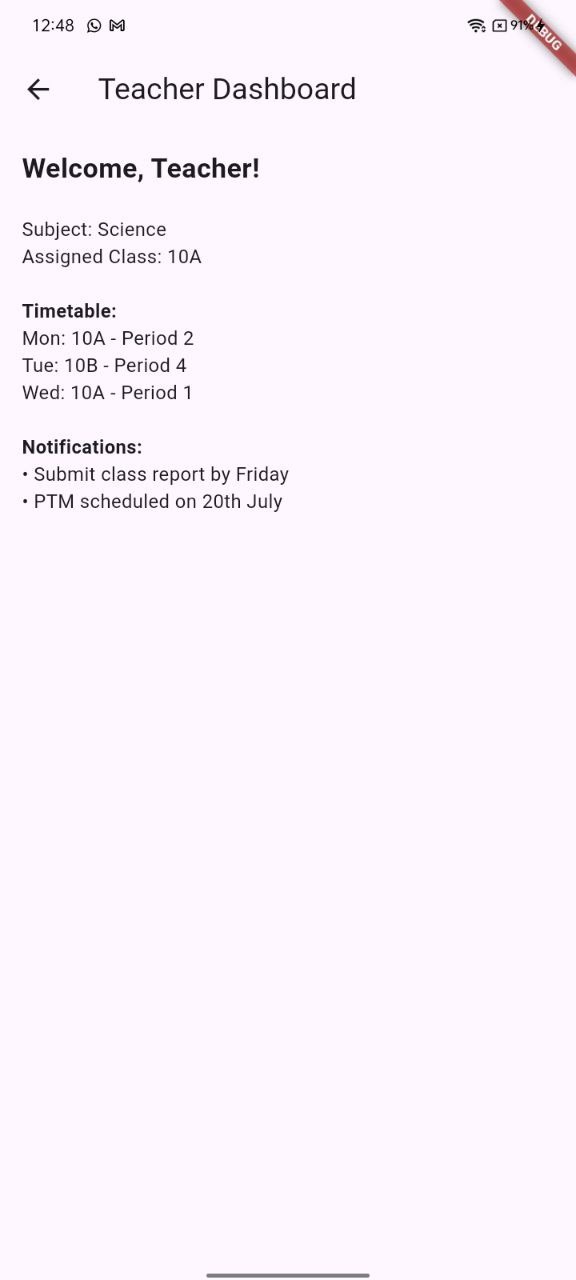 12:48
91%
DEBUG
Teacher Dashboard
Welcome, Teacher!
Subject: Science
Assigned Class: 10A
Timetable:
Mon: 10A - Period 2
Tue: 10B - Period 4
Wed: 10A - Period 1
Notifications:
• Submit class report by Friday
• PTM scheduled on 20th July